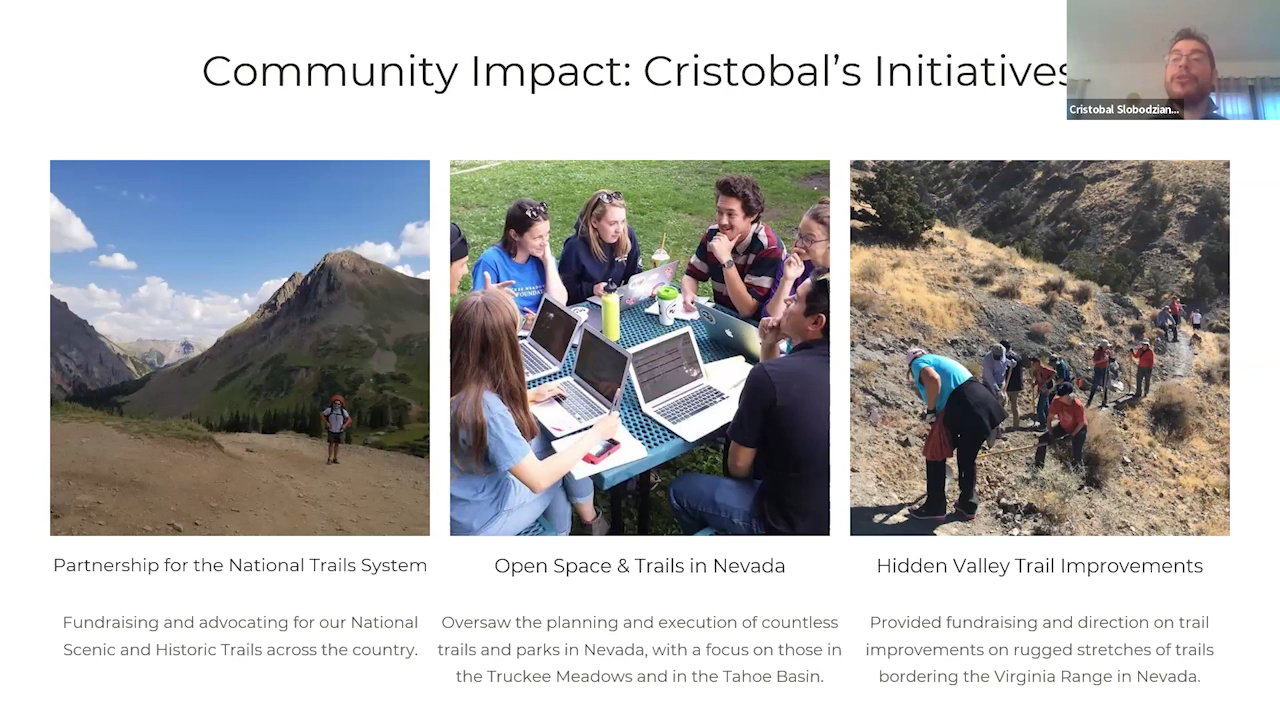 Community Impact: Cristobal's Initiatives
Cristobal Slobodzian...
FOUNDA
Partnership for the National Trails System
Open Space & Trails in Nevada
Hidden Valley Trail Improvements
Fundraising and advocating for our National
Scenic and Historic Trails across the country.
Oversaw the planning and execution of countless
trails and parks in Nevada, with a focus on those in
the Truckee Meadows and in the Tahoe Basin.
Provided fundraising and direction on trail
improvements on rugged stretches of trails
bordering the Virginia Range in Nevada.